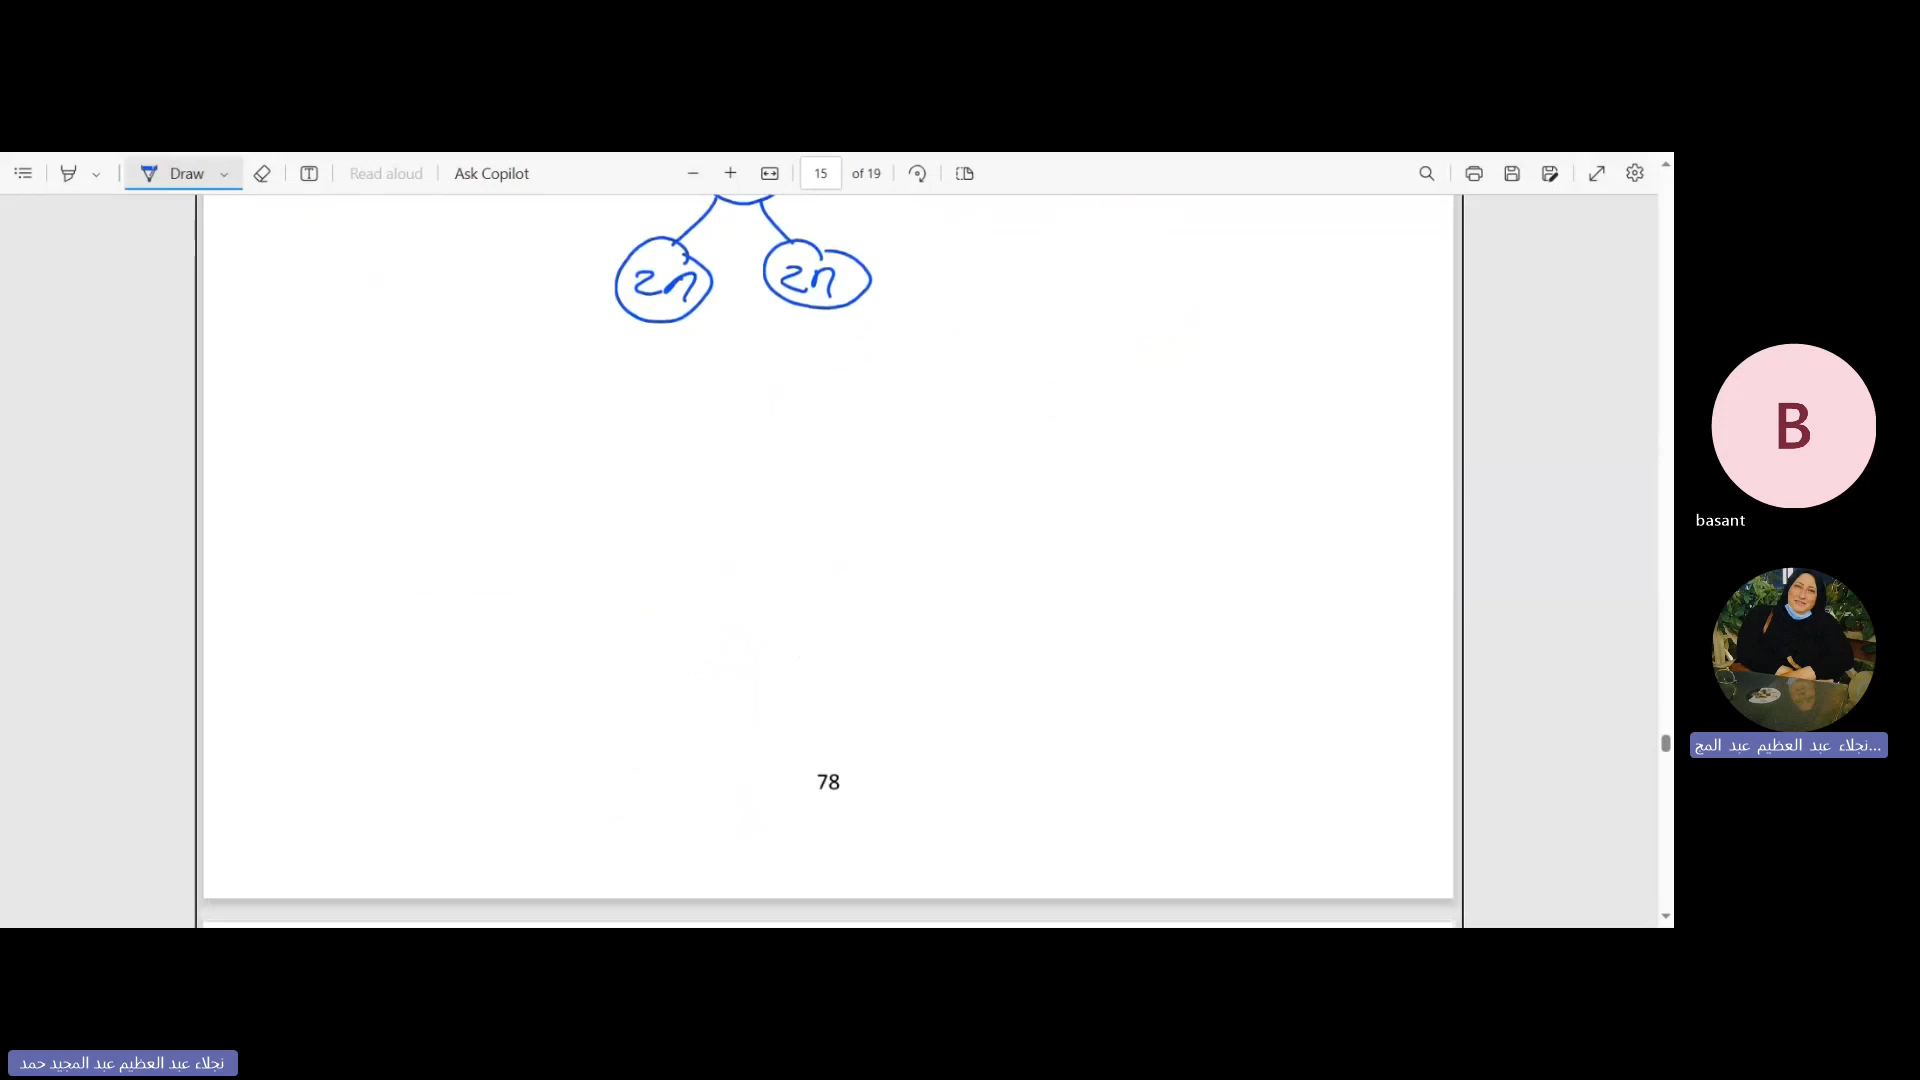 Draw
Read aloud
Ask Copilot
15 of 19
2n 2n
B
basant
78
نجلاء عبد العظيم عبد المج...
نجلاء عبد العظيم عبد المجيد حمد